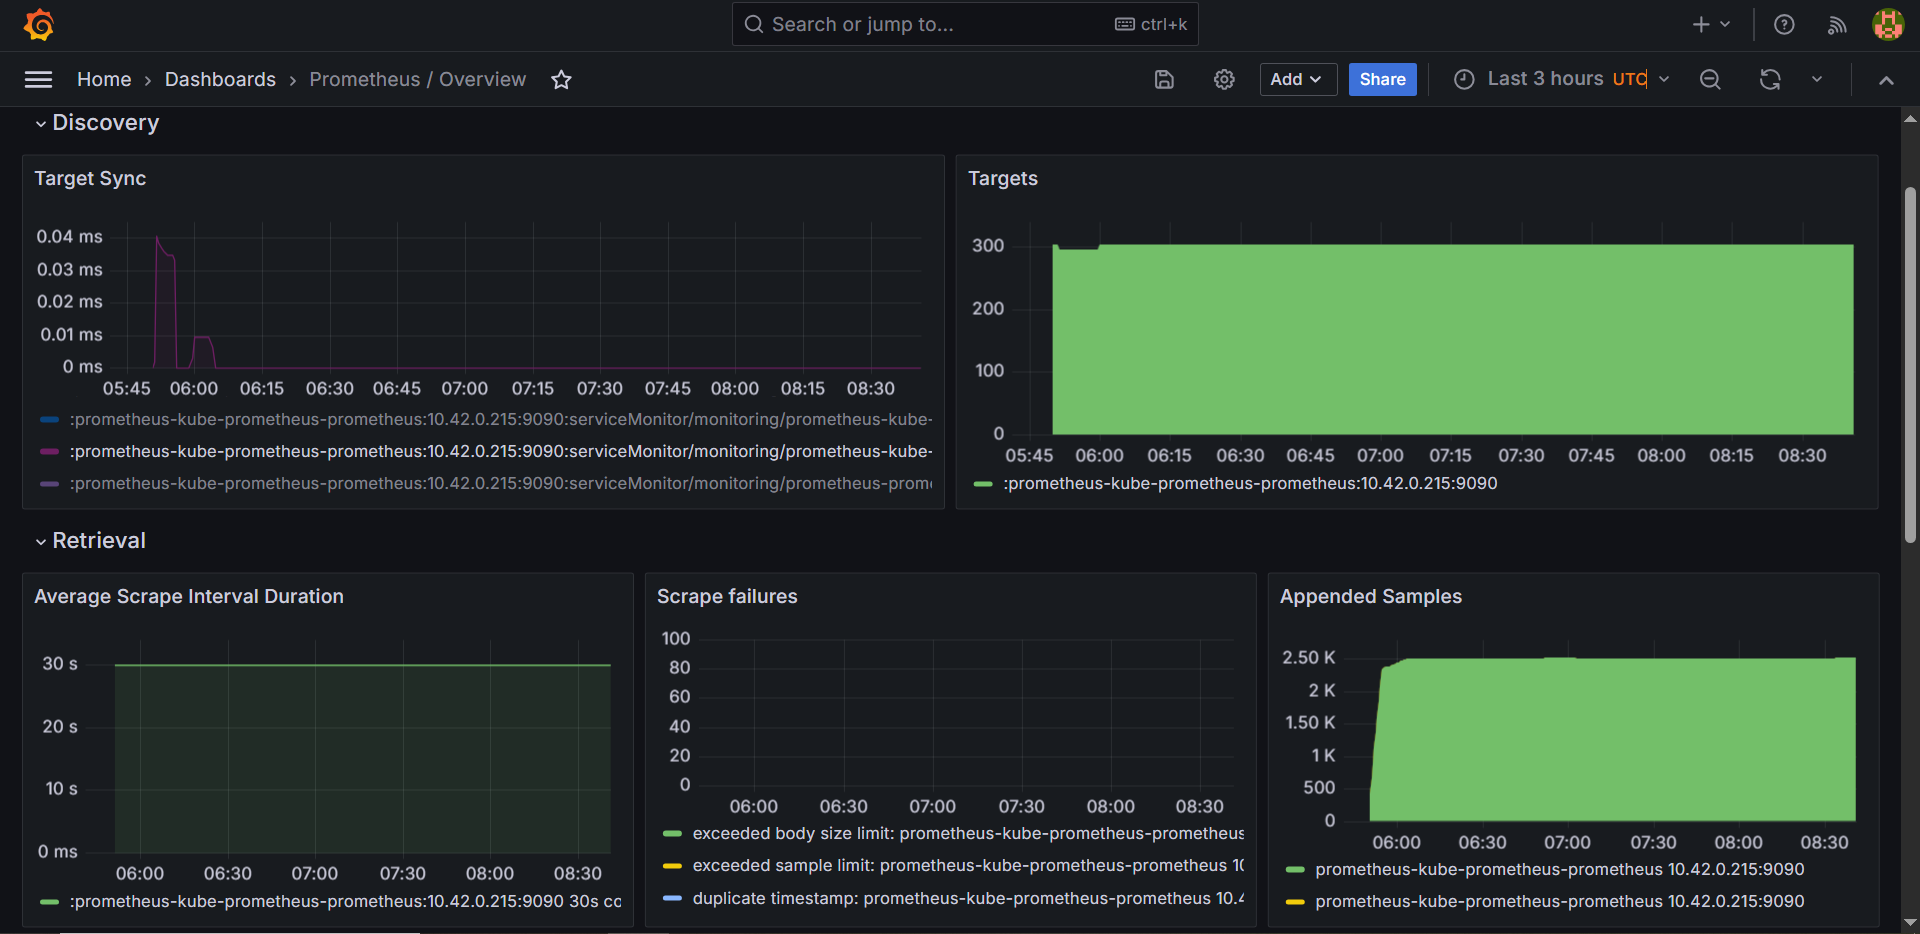 Search or jump to...
ctrl+k
Home › Dashboards › Prometheus / Overview
Add
Share
Last 3 hours UTC
Discovery
Target Sync
0.04 ms
0.03 ms
0.02 ms
0.01 ms
0 ms
05:45 06:00 06:15 06:30 06:45 07:00 07:15 07:30 07:45 08:00 08:15 08:30
:prometheus-kube-prometheus-prometheus:10.42.0.215:9090:serviceMonitor/monitoring/prometheus-kube-
:prometheus-kube-prometheus-prometheus:10.42.0.215:9090:serviceMonitor/monitoring/prometheus-kube-
:prometheus-kube-prometheus-prometheus:10.42.0.215:9090:serviceMonitor/monitoring/prometheus-prom
Targets
300
200
100
0
05:45 06:00 06:15 06:30 06:45 07:00 07:15 07:30 07:45 08:00 08:15 08:30
:prometheus-kube-prometheus-prometheus:10.42.0.215:9090
Retrieval
Average Scrape Interval Duration
30 s
20 s
10 s
0 ms
06:00 06:30 07:00 07:30 08:00 08:30
:prometheus-kube-prometheus-prometheus:10.42.0.215:9090 30s co
Scrape failures
100
80
60
40
20
0
06:00 06:30 07:00 07:30 08:00 08:30
exceeded body size limit: prometheus-kube-prometheus-prometheus
exceeded sample limit: prometheus-kube-prometheus-prometheus 10
duplicate timestamp: prometheus-kube-prometheus-prometheus 10.4
Appended Samples
2.50 K
2 K
1.50 K
1 K
500
0
06:00 06:30 07:00 07:30 08:00 08:30
prometheus-kube-prometheus-prometheus 10.42.0.215:9090
prometheus-kube-prometheus-prometheus 10.42.0.215:9090